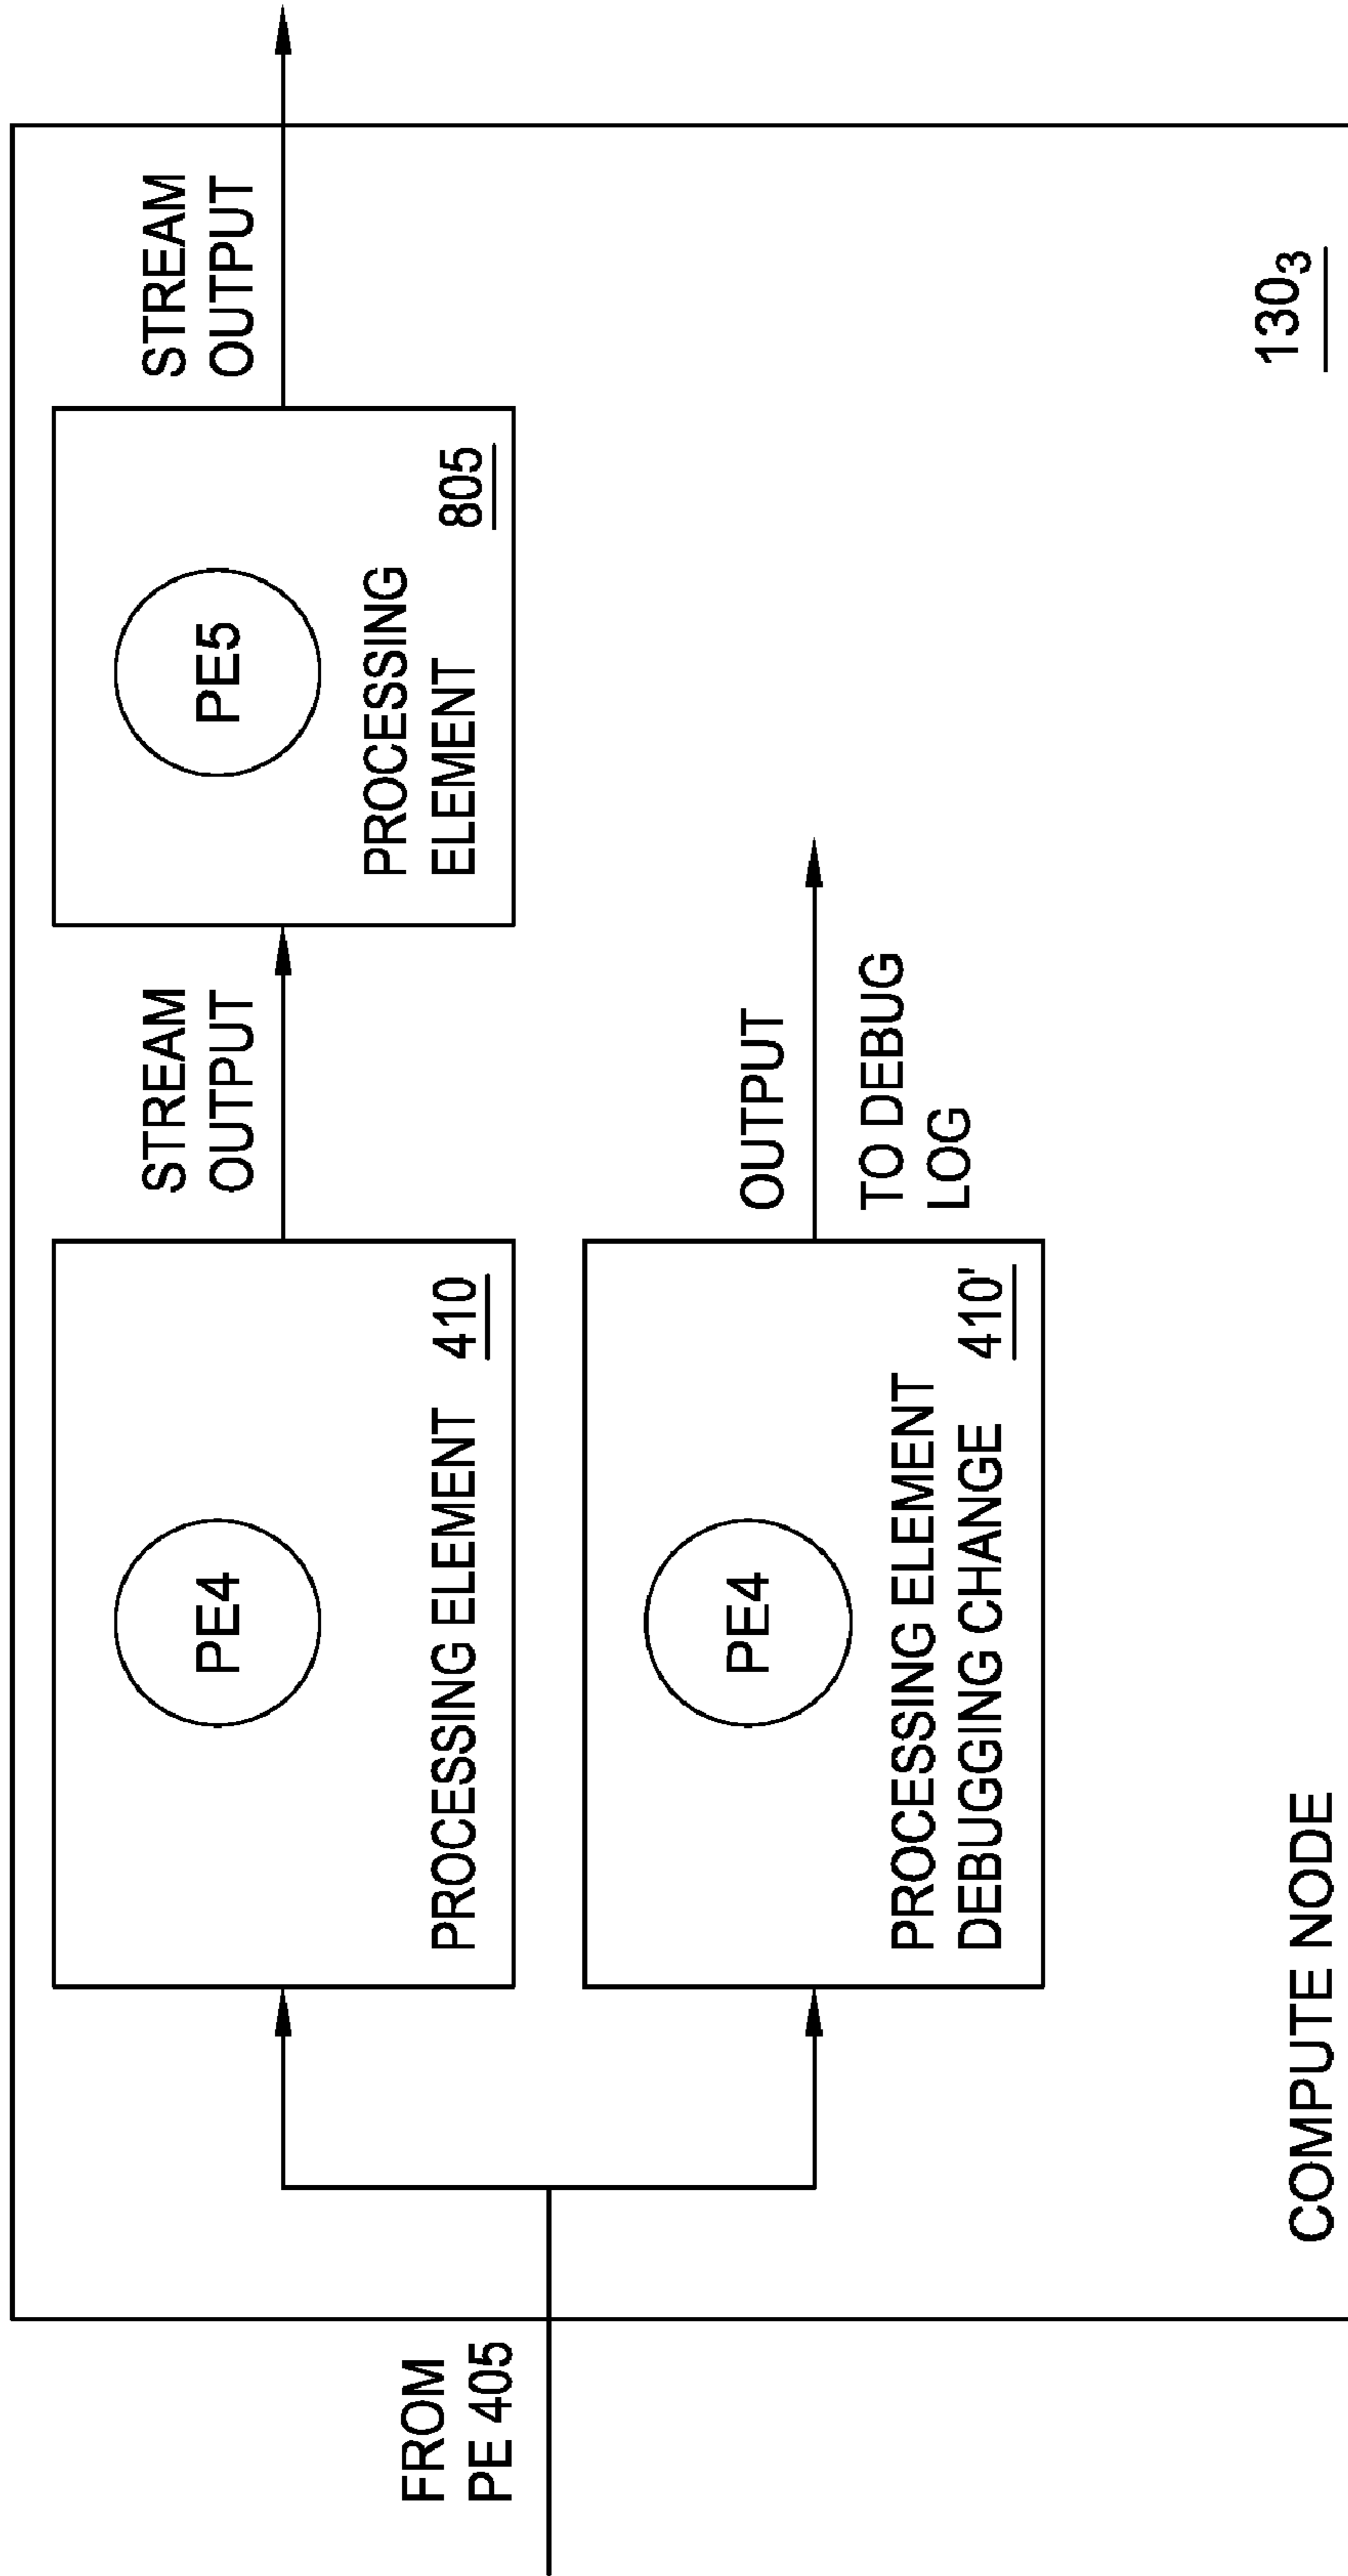 FROM
PE 405
PE4
PROCESSING ELEMENT 410
STREAM
OUTPUT
PE5
PROCESSING
ELEMENT 805
STREAM
OUTPUT
PE4
PROCESSING ELEMENT
DEBUGGING CHANGE 410'
OUTPUT
TO DEBUG
LOG
COMPUTE NODE
130₃